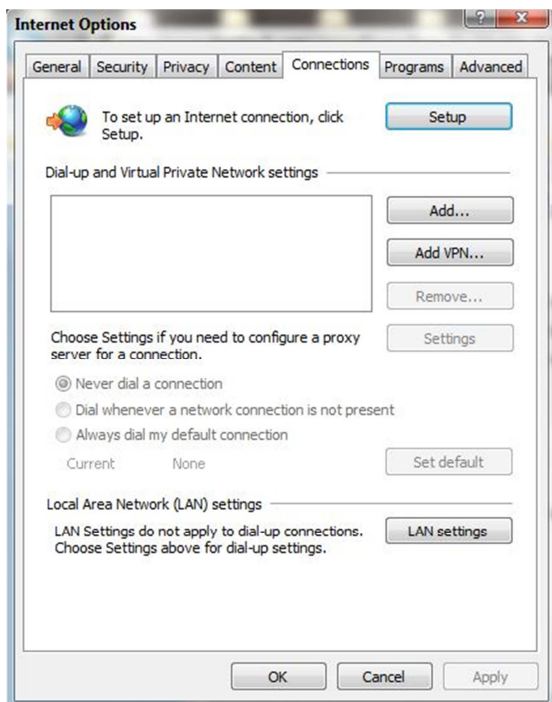 Internet Options
?
X
General Security Privacy Content Connections Programs Advanced
To set up an Internet connection, click
Setup.
Setup
Dial-up and Virtual Private Network settings
Add...
Add VPN...
Remove...
Choose Settings if you need to configure a proxy
server for a connection.
Settings
Never dial a connection
Dial whenever a network connection is not present
Always dial my default connection
Current None
Set default
Local Area Network (LAN) settings
LAN Settings do not apply to dial-up connections.
Choose Settings above for dial-up settings.
LAN settings
OK Cancel Apply